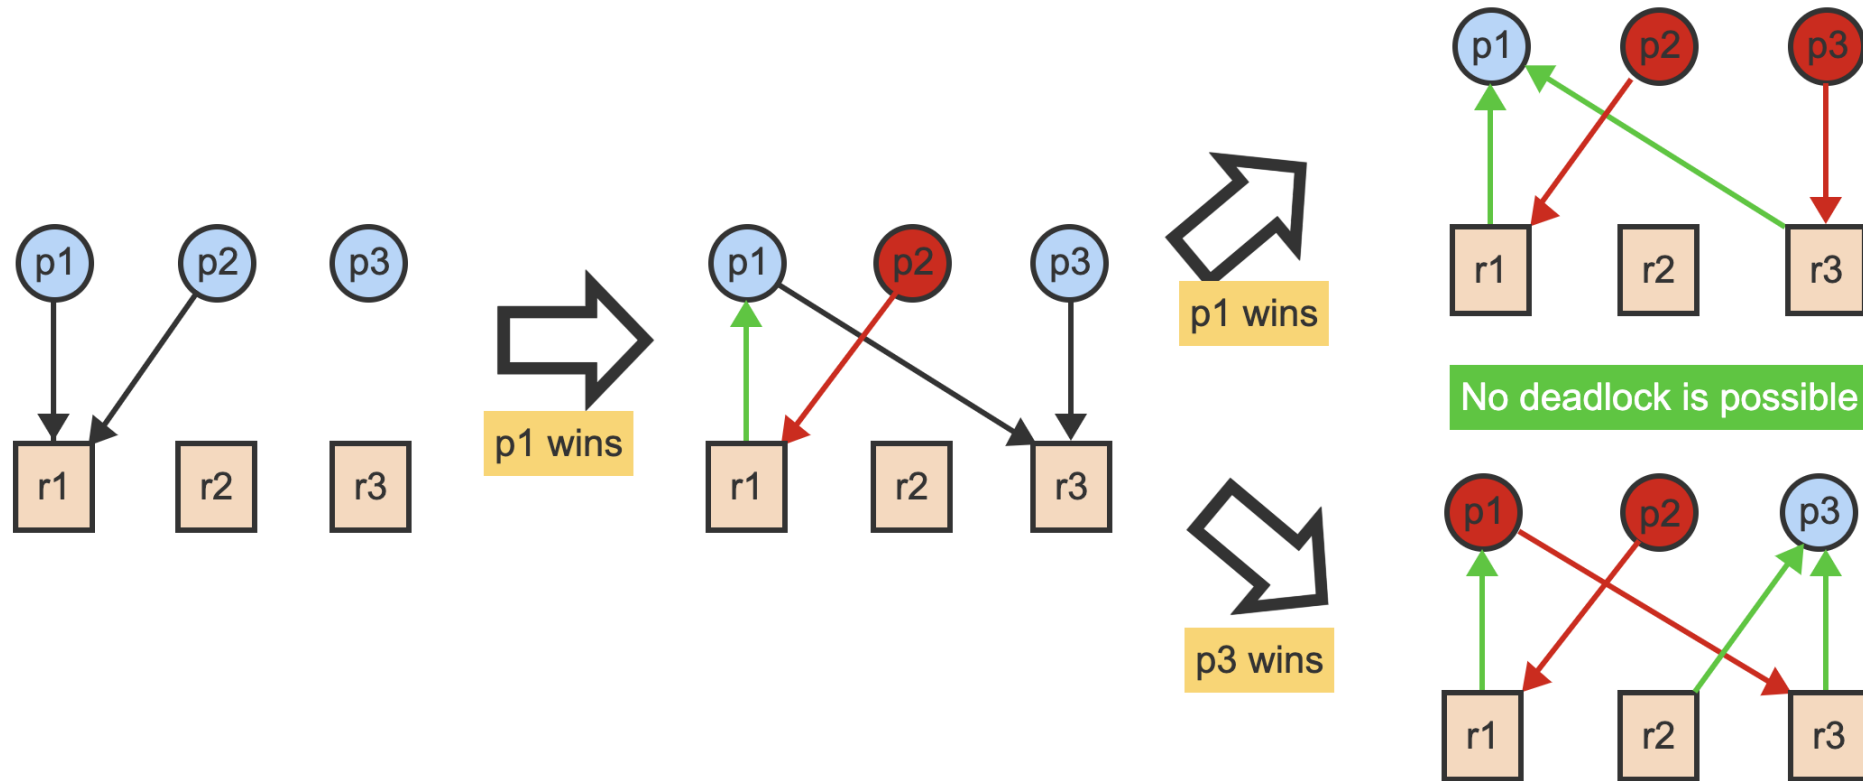 p1 p2 p3
r1 r2 r3
p1 wins
p1 p2 p3
r1 r2 r3
p1 wins
p1 p2 p3
r1 r2 r3
No deadlock is possible
p3 wins
p1 p2 p3
r1 r2 r3